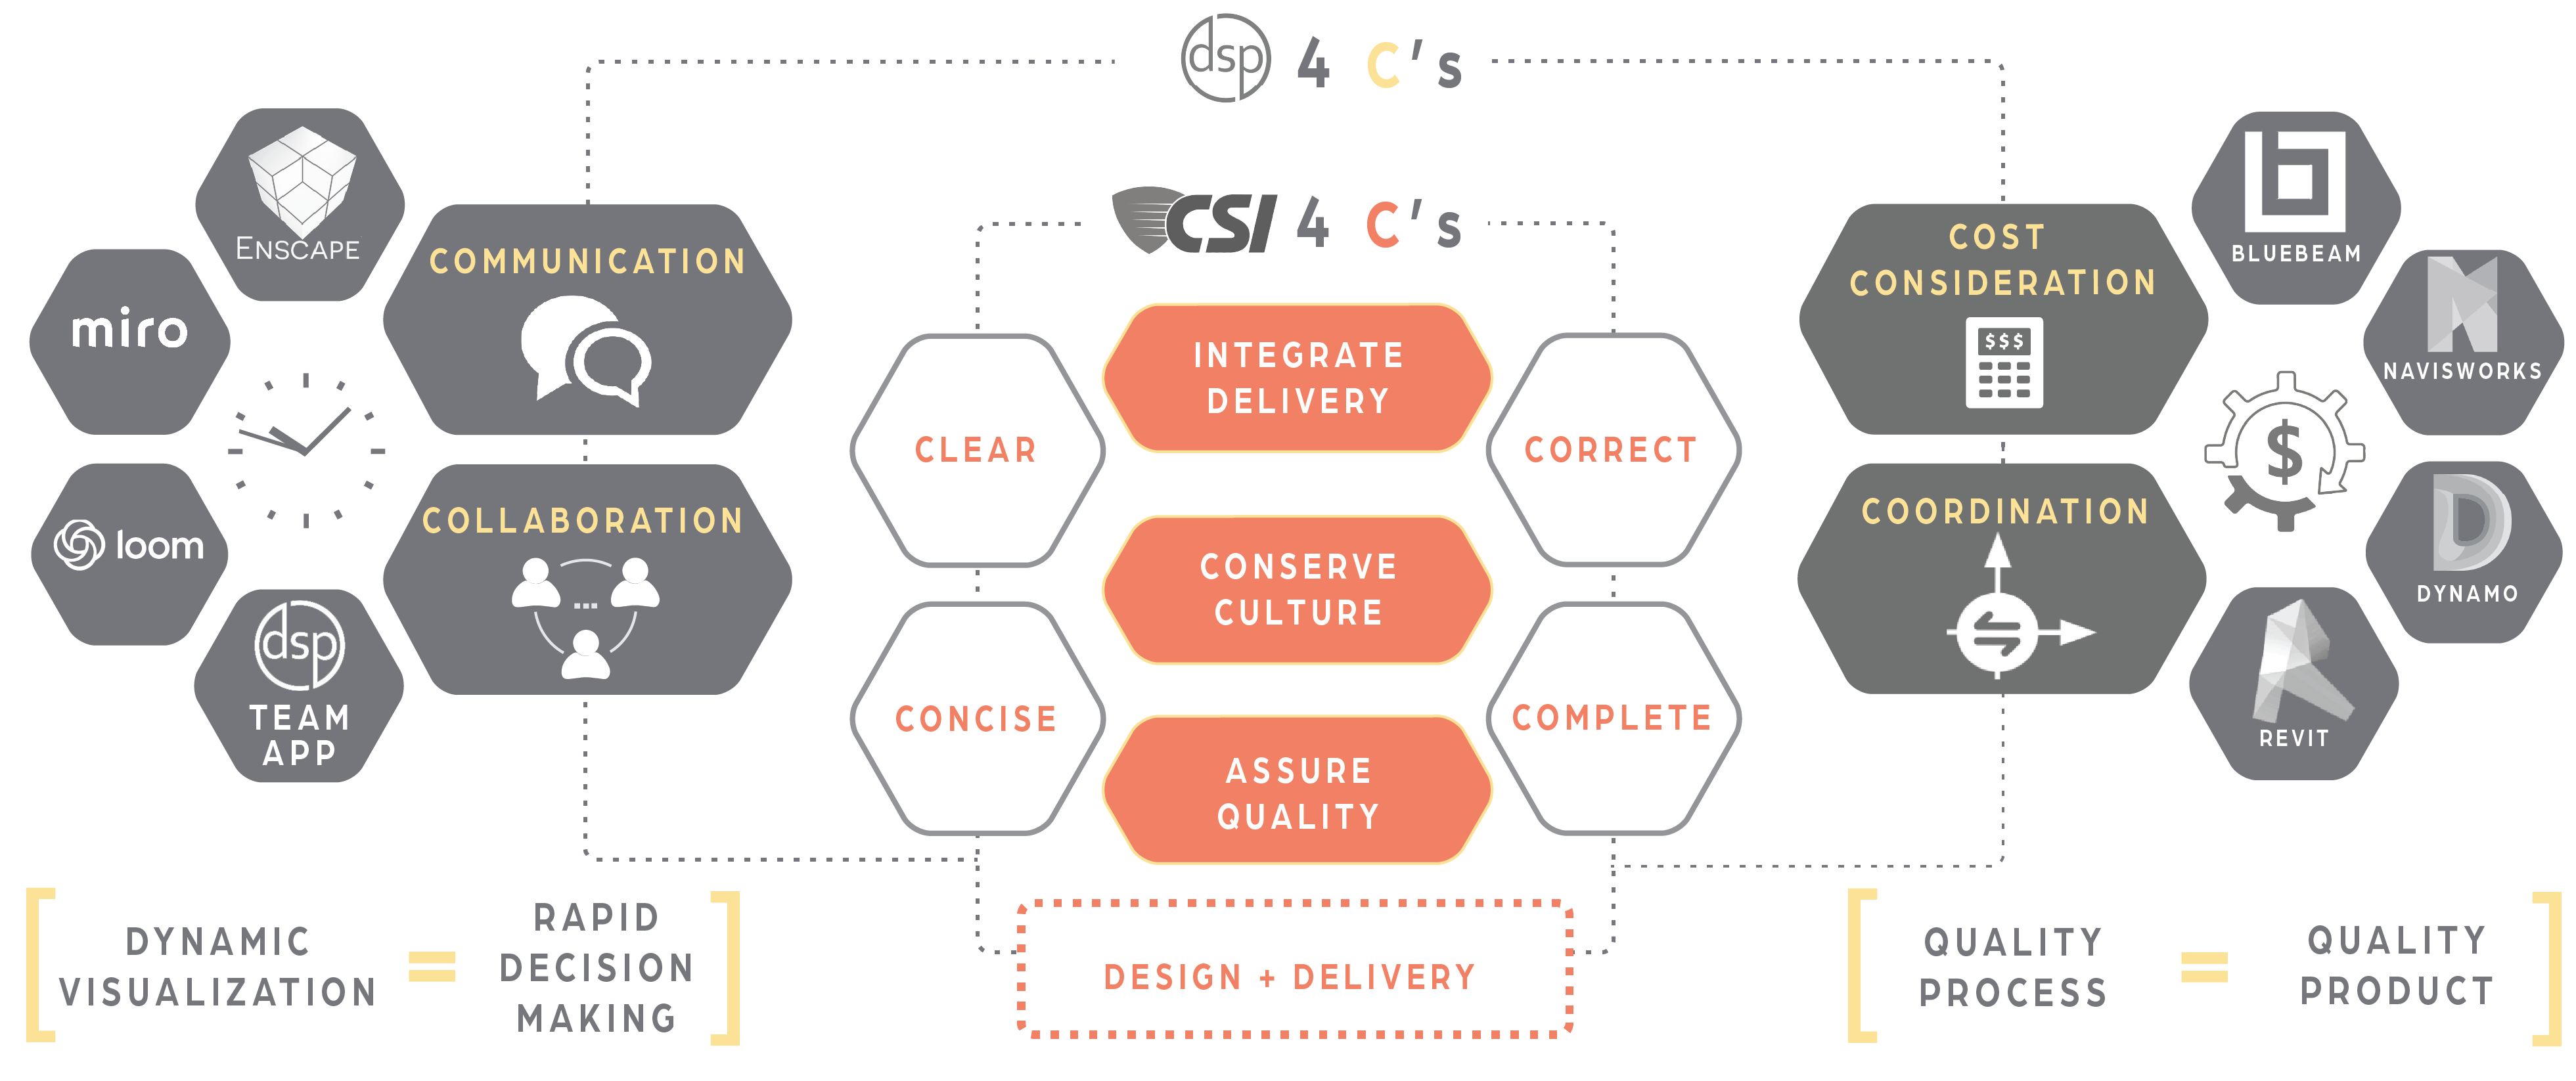 dsp 4 C's
CSI 4 C's
ENSCAPE
miro
loom
dsp
TEAM
APP
COMMUNICATION
COLLABORATION
...
CLEAR
CONCISE
INTEGRATE
DELIVERY
CONSERVE
CULTURE
ASSURE
QUALITY
CORRECT
COMPLETE
COST
CONSIDERATION
$$$
COORDINATION
BLUEBEAM
NAVISWORKS
$
DYNAMO
REVIT
[ DYNAMIC
VISUALIZATION
=
RAPID
DECISION
MAKING ]
DESIGN + DELIVERY
[ QUALITY
PROCESS
=
QUALITY
PRODUCT ]